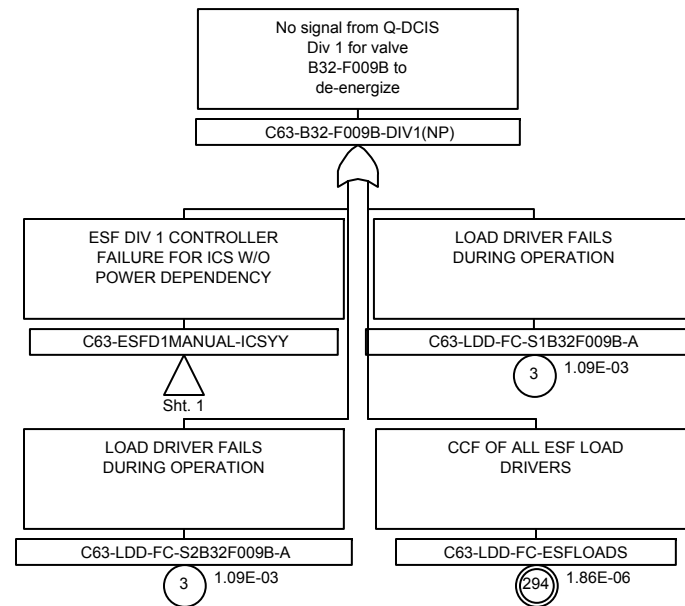 No signal from Q-DCIS
Div 1 for valve
B32-F009B to
de-energize
C63-B32-F009B-DIV1(NP)
ESF DIV 1 CONTROLLER
FAILURE FOR ICS W/O
POWER DEPENDENCY
C63-ESFD1MANUAL-ICSYY
Sht. 1
LOAD DRIVER FAILS
DURING OPERATION
C63-LDD-FC-S1B32F009B-A
3
1.09E-03
LOAD DRIVER FAILS
DURING OPERATION
C63-LDD-FC-S2B32F009B-A
3
1.09E-03
CCF OF ALL ESF LOAD
DRIVERS
C63-LDD-FC-ESFLOADS
294
1.86E-06